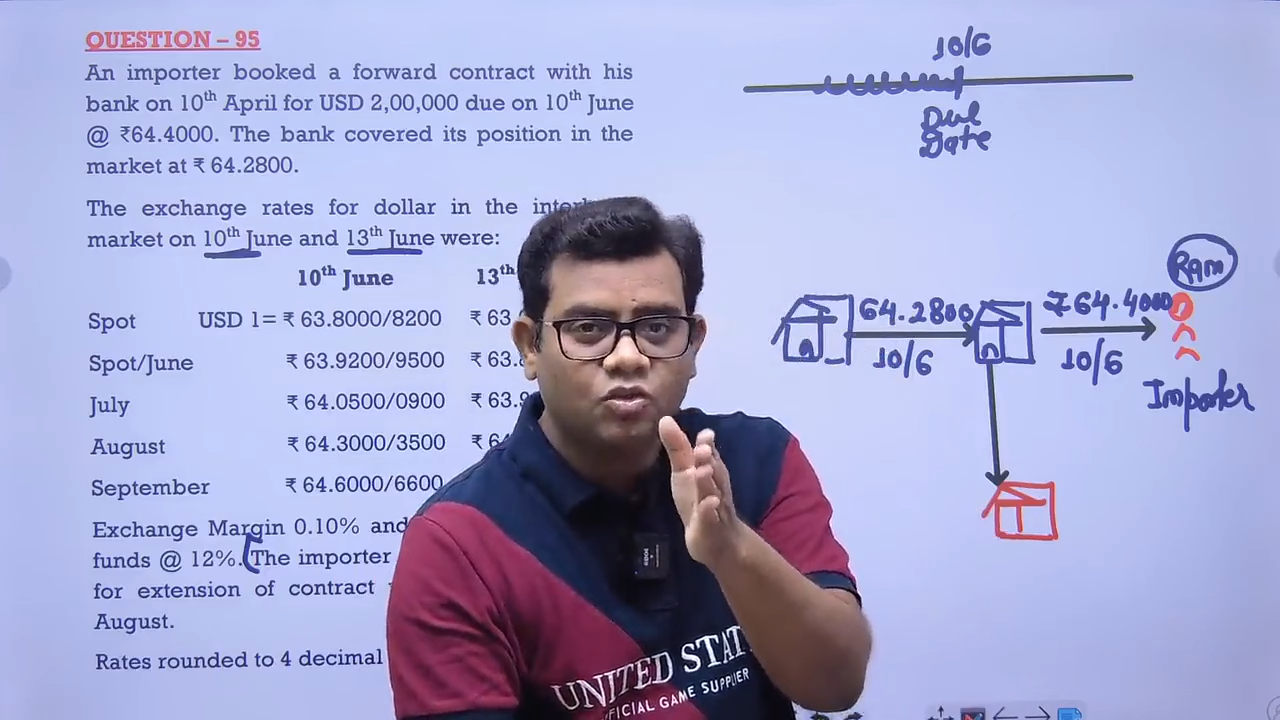 QUESTION – 95
An importer booked a forward contract with his
bank on 10th April for USD 2,00,000 due on 10th June
@ ₹64.4000. The bank covered its position in the
market at ₹ 64.2800.
The exchange rates for dollar in the
market on 10th June and 13th June were:
10th June 13th
Spot USD 1= ₹ 63.8000/8200 ₹ 63.
Spot/June ₹ 63.9200/9500 ₹ 63.
July ₹ 64.0500/0900 ₹ 63.9
August ₹ 64.3000/3500 ₹ 64
September ₹ 64.6000/6600
Exchange Margin 0.10% and
funds @ 12%. The importer
for extension of contract
August.
Rates rounded to 4 decimal
10/6
Due
Date
Ram
64.2800 ₹64.4000
10/6 10/6
Importer
UNITED STAT
FICIAL GAME SUPPLIER